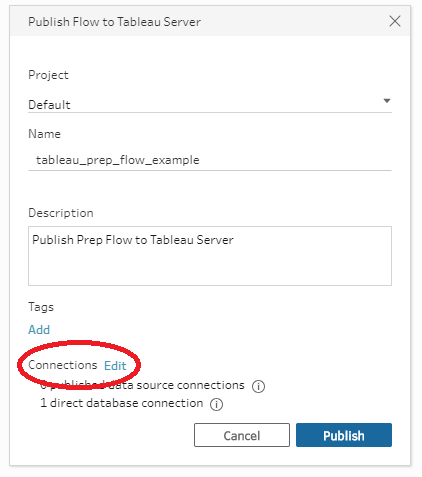 Publish Flow to Tableau Server
Project
Default
Name
tableau_prep_flow_example
Description
Publish Prep Flow to Tableau Server
Tags
Add
Connections Edit
published data source connections
1 direct database connection
Cancel Publish